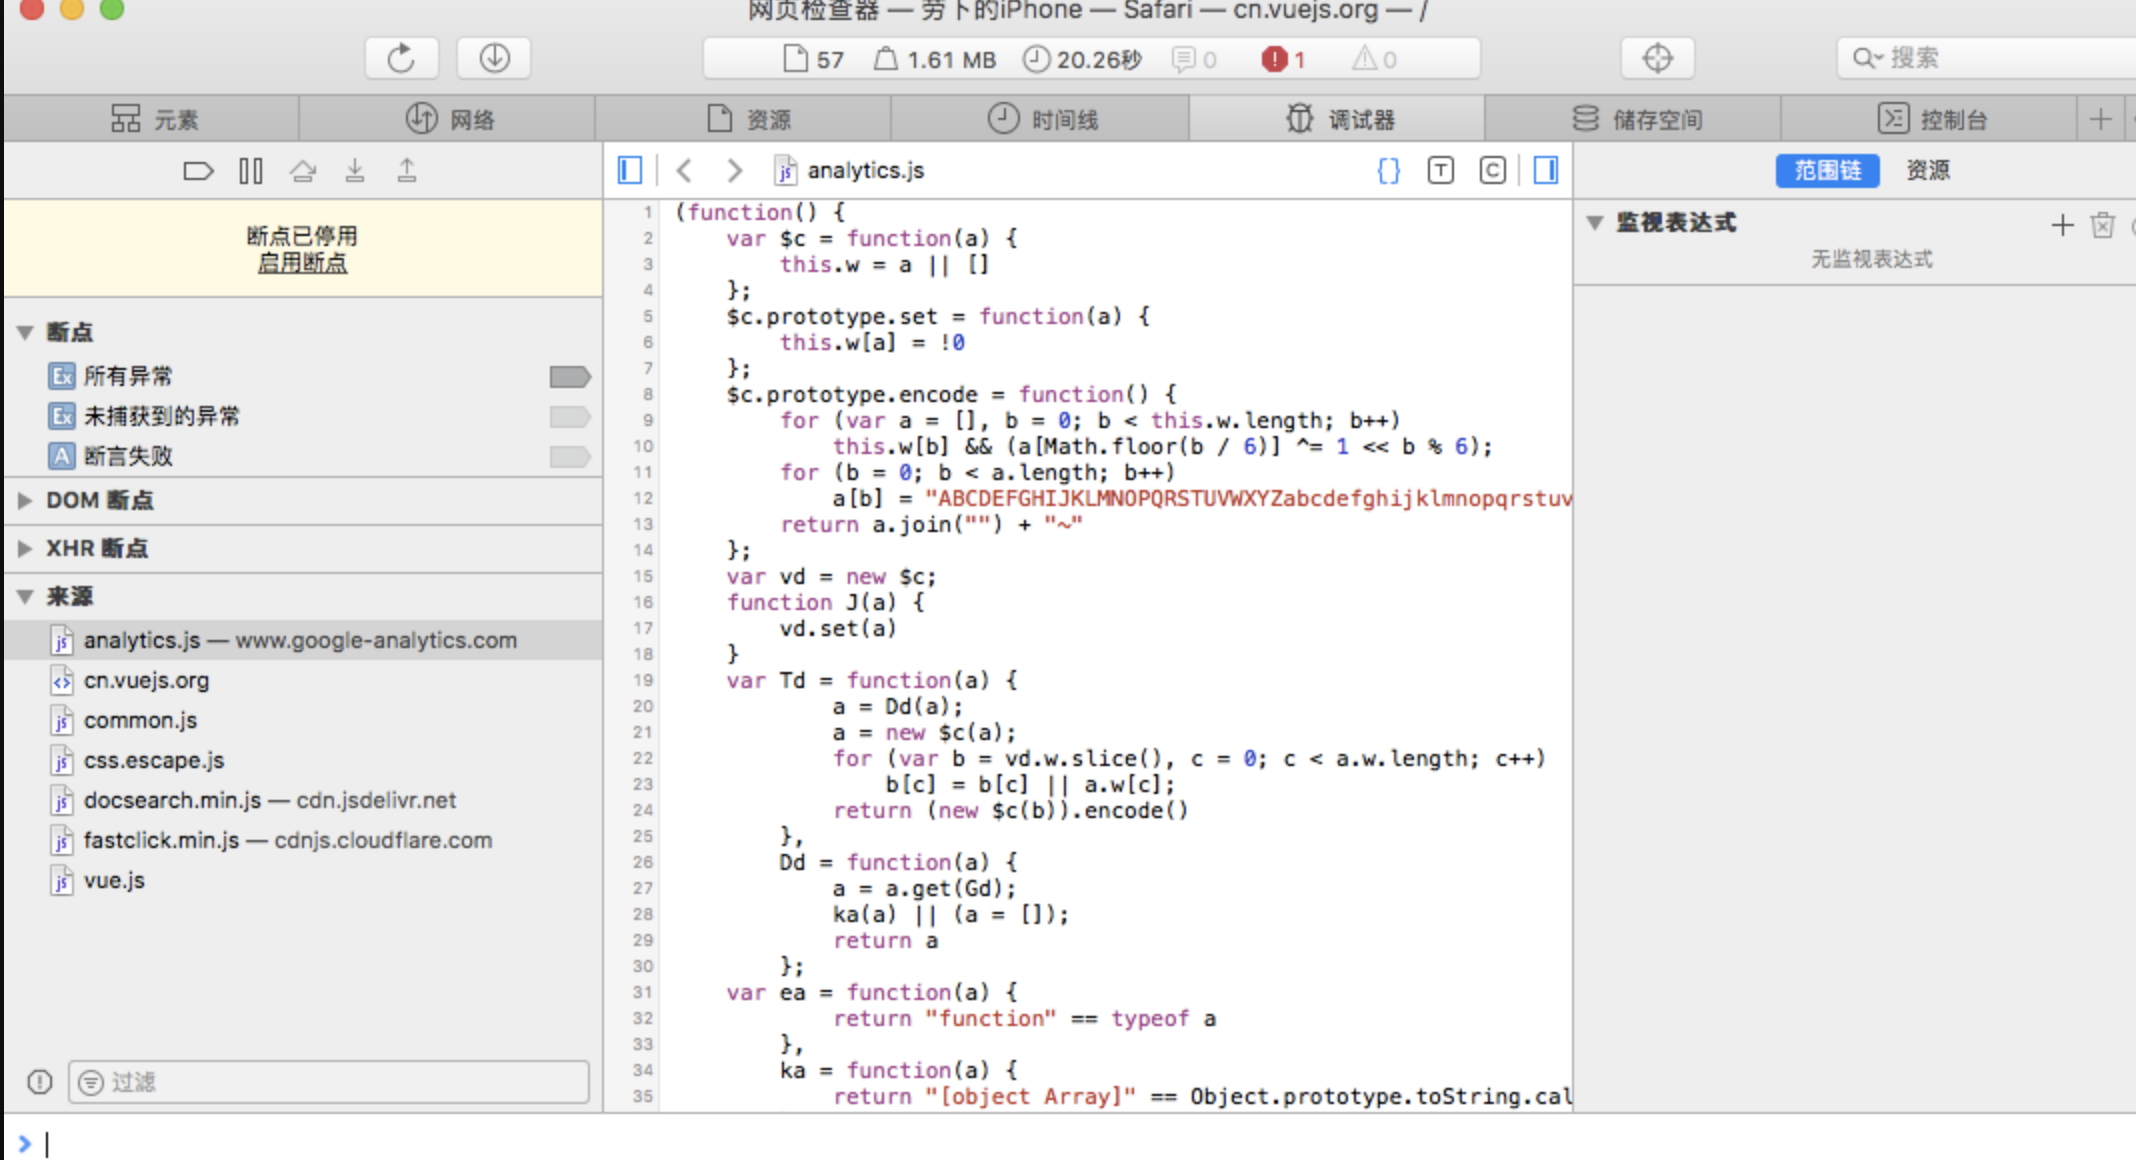 网页检查器 — 劳卜的iPhone — Safari — cn.vuejs.org — /
57 1.61 MB 20.26秒 0 1 0 搜索
元素 网络 资源 时间线 调试器 储存空间 控制台
analytics.js
范围链 资源
断点已停用
启用断点
断点
Ex 所有异常
Ex 未捕获到的异常
A 断言失败
DOM 断点
XHR 断点
来源
analytics.js — www.google-analytics.com
cn.vuejs.org
common.js
css.escape.js
docsearch.min.js — cdn.jsdelivr.net
fastclick.min.js — cdnjs.cloudflare.com
vue.js
过滤
1 (function() {
2 var $c = function(a) {
3 this.w = a || []
4 };
5 $c.prototype.set = function(a) {
6 this.w[a] = !0
7 };
8 $c.prototype.encode = function() {
9 for (var a = [], b = 0; b < this.w.length; b++)
10 this.w[b] && (a[Math.floor(b / 6)] ^= 1 << b % 6);
11 for (b = 0; b < a.length; b++)
12 a[b] = "ABCDEFGHIJKLMNOPQRSTUVWXYZabcdefghijklmnopqrstuv
13 return a.join("") + "~"
14 };
15 var vd = new $c;
16 function J(a) {
17 vd.set(a)
18 }
19 var Td = function(a) {
20 a = Dd(a);
21 a = new $c(a);
22 for (var b = vd.w.slice(), c = 0; c < a.w.length; c++)
23 b[c] = b[c] || a.w[c];
24 return (new $c(b)).encode()
25 },
26 Dd = function(a) {
27 a = a.get(Gd);
28 ka(a) || (a = []);
29 return a
30 };
31 var ea = function(a) {
32 return "function" == typeof a
33 },
34 ka = function(a) {
35 return "[object Array]" == Object.prototype.toString.cal
监视表达式
无监视表达式